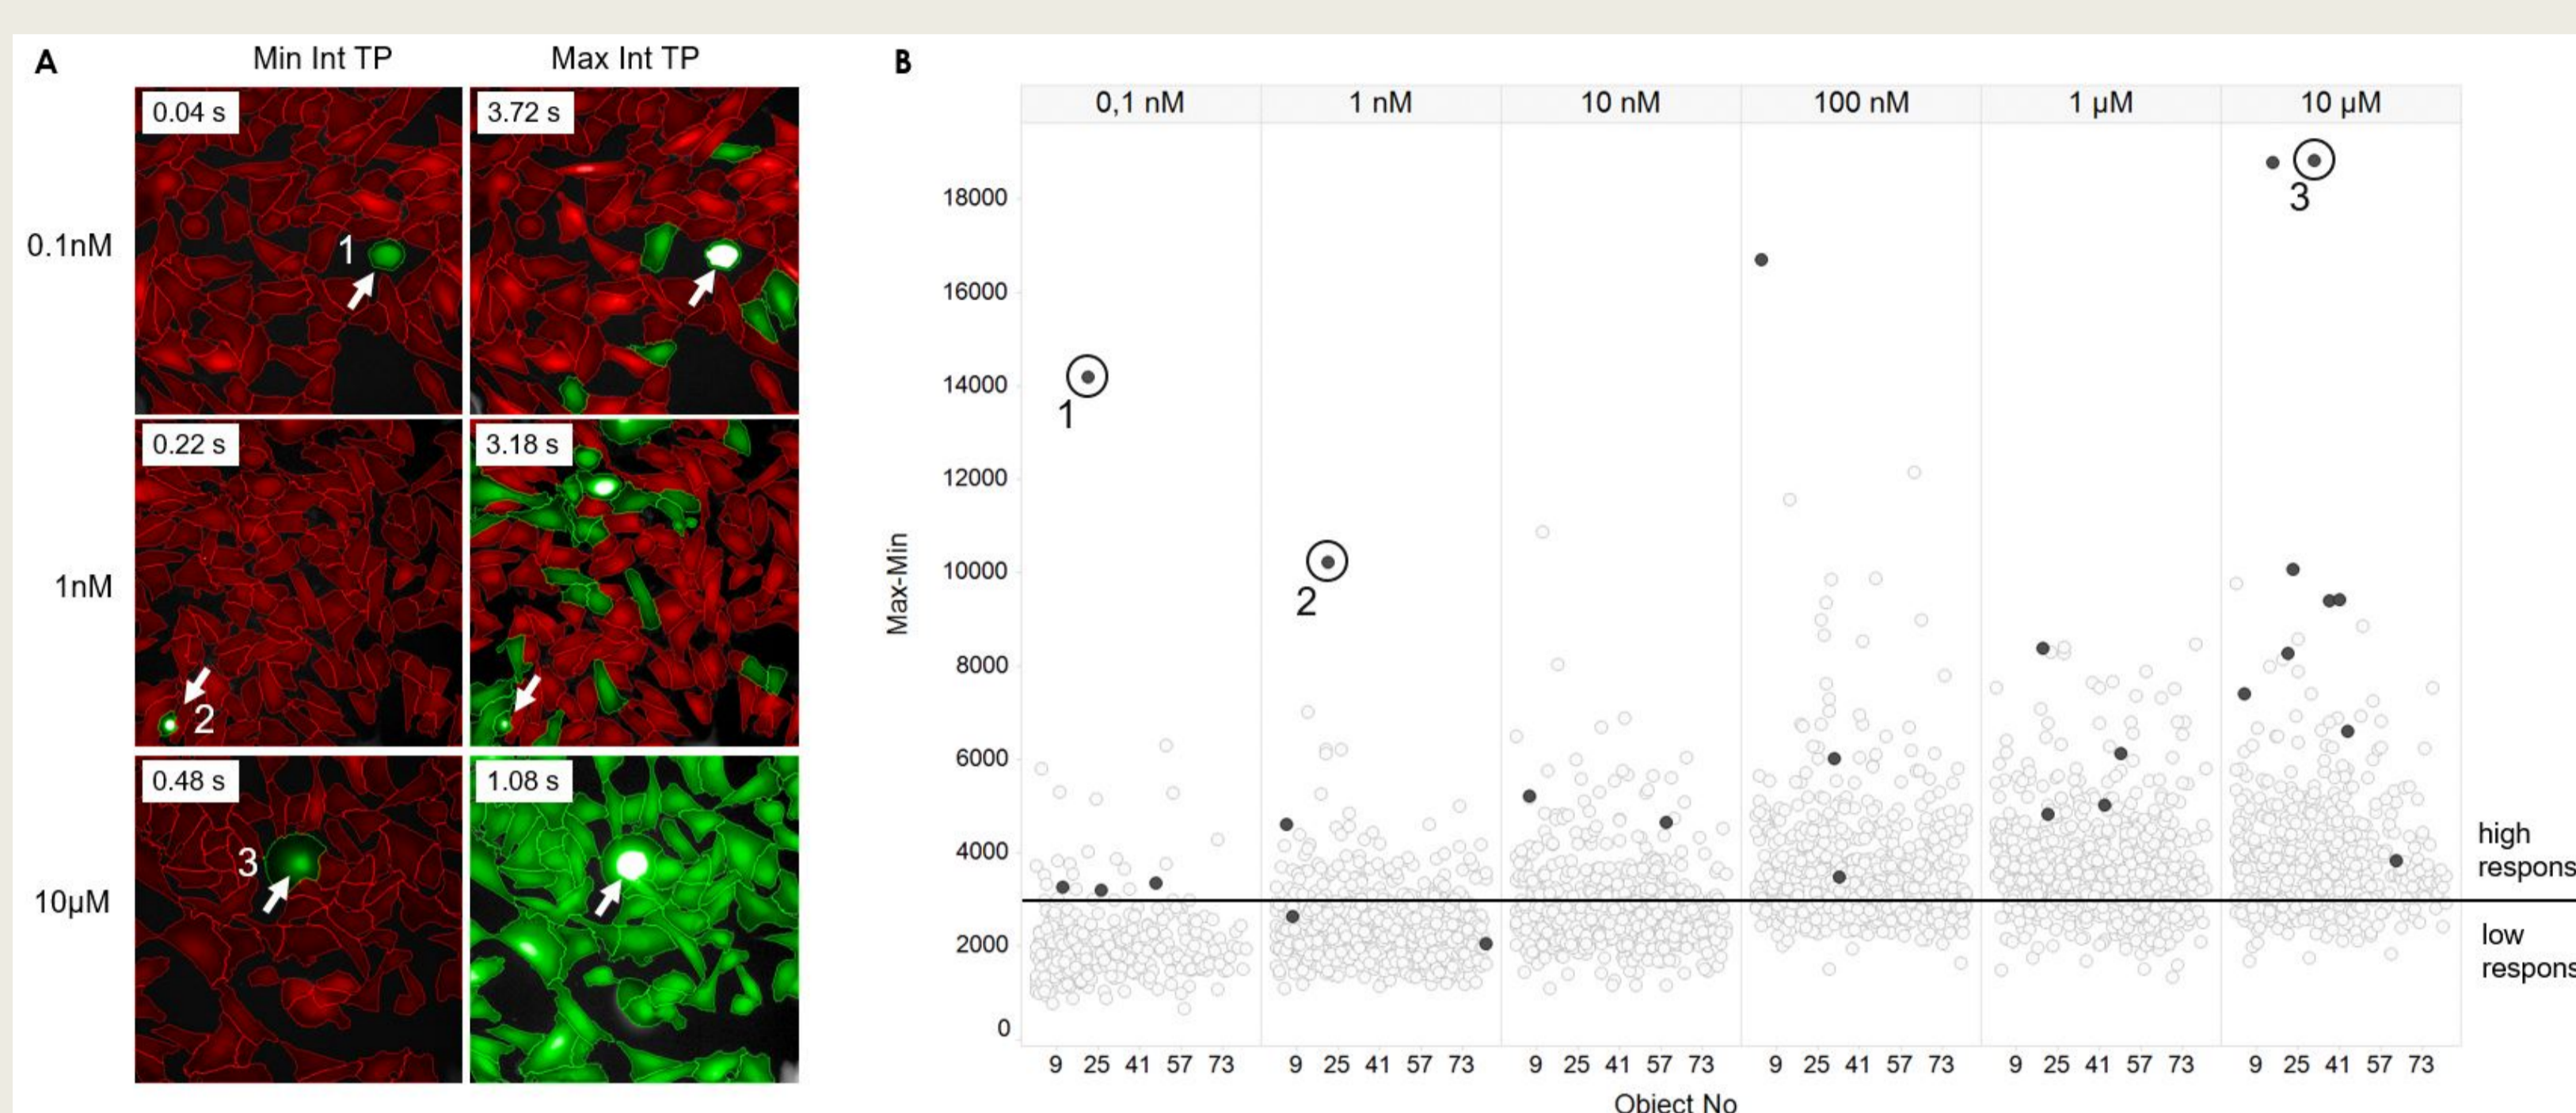 A
Min Int TP
Max Int TP
0.1nM
0.04 s
3.72 s
1
1nM
0.22 s
3.18 s
2
10µM
0.48 s
1.08 s
3
B
0,1 nM 1 nM 10 nM 100 nM 1 µM 10 µM
Max-Min
18000
16000
14000
12000
10000
8000
6000
4000
2000
0
1
2
3
high
respons
low
respons
9 25 41 57 73 9 25 41 57 73 9 25 41 57 73 9 25 41 57 73 9 25 41 57 73 9 25 41 57 73
Object No